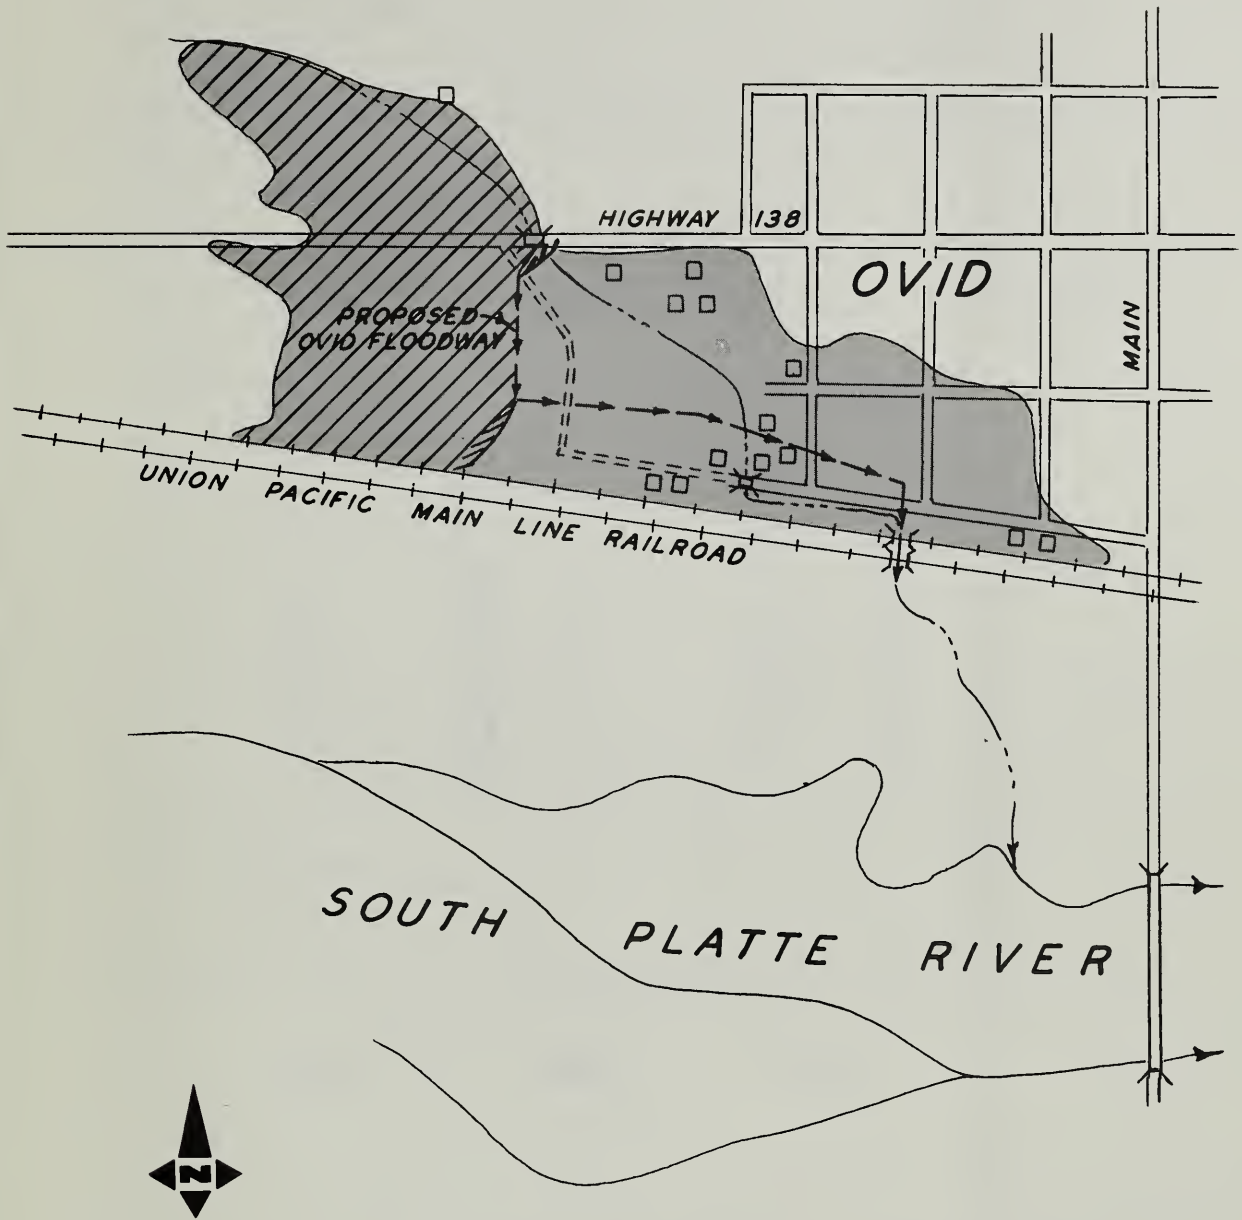 HIGHWAY 138
OVID
PROPOSED
OVID FLOODWAY
MAIN
UNION PACIFIC MAIN LINE RAILROAD
SOUTH PLATTE RIVER
N